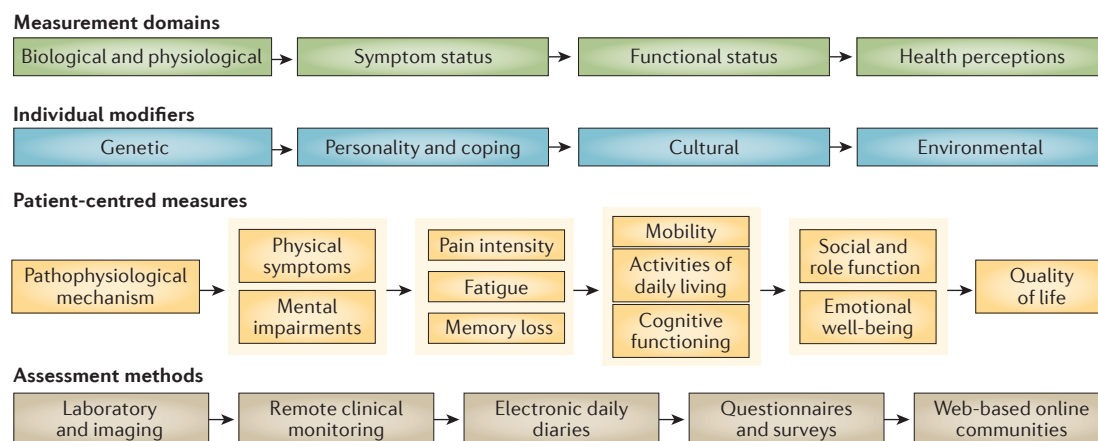 Measurement domains
Biological and physiological
Symptom status
Functional status
Health perceptions
Individual modifiers
Genetic
Personality and coping
Cultural
Environmental
Patient-centred measures
Pathophysiological
mechanism
Physical
symptoms
Mental
impairments
Pain intensity
Fatigue
Memory loss
Mobility
Activities of
daily living
Cognitive
functioning
Social and
role function
Emotional
well-being
Quality
of life
Assessment methods
Laboratory
and imaging
Remote clinical
monitoring
Electronic daily
diaries
Questionnaires
and surveys
Web-based online
communities